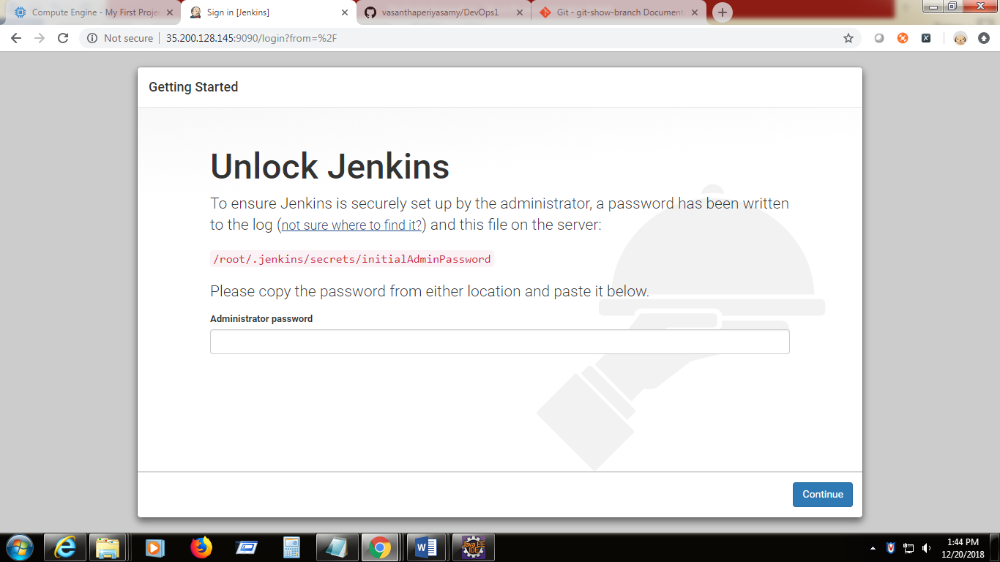 Compute Engine - My First Proje
Sign in [Jenkins]
vasanthaperiyasamy/DevOps1
Git - git-show-branch Document
Not secure
35.200.128.145:9090/login?from=%2F
Getting Started
Unlock Jenkins
To ensure Jenkins is securely set up by the administrator, a password has been written
to the log (not sure where to find it?) and this file on the server:
/root/.jenkins/secrets/initialAdminPassword
Please copy the password from either location and paste it below.
Administrator password
Continue
Java EE
IDE
1:44 PM
12/20/2018